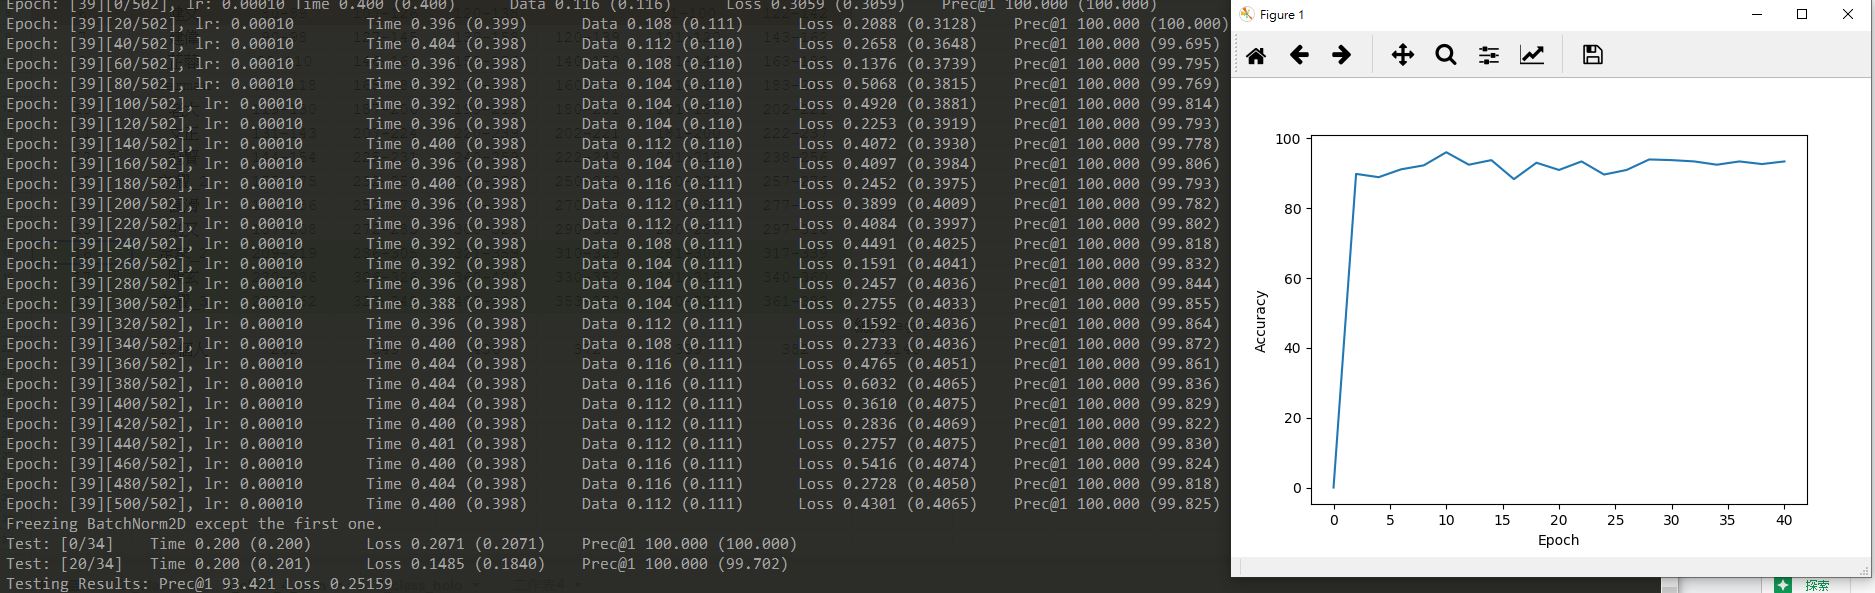 Epoch: [39][0/502], lr: 0.00010 Time 0.400 (0.400) Data 0.116 (0.116) Loss 0.3059 (0.3059) Prec@1 100.000 (100.000)
Epoch: [39][20/502], lr: 0.00010 Time 0.396 (0.399) Data 0.108 (0.111) Loss 0.2088 (0.3128) Prec@1 100.000 (100.000)
Epoch: [39][40/502], lr: 0.00010 Time 0.404 (0.398) Data 0.112 (0.110) Loss 0.2658 (0.3648) Prec@1 100.000 (99.695)
Epoch: [39][60/502], lr: 0.00010 Time 0.396 (0.398) Data 0.108 (0.110) Loss 0.1376 (0.3739) Prec@1 100.000 (99.795)
Epoch: [39][80/502], lr: 0.00010 Time 0.392 (0.398) Data 0.104 (0.110) Loss 0.5068 (0.3815) Prec@1 100.000 (99.769)
Epoch: [39][100/502], lr: 0.00010 Time 0.392 (0.398) Data 0.104 (0.110) Loss 0.4920 (0.3881) Prec@1 100.000 (99.814)
Epoch: [39][120/502], lr: 0.00010 Time 0.396 (0.398) Data 0.104 (0.110) Loss 0.2253 (0.3919) Prec@1 100.000 (99.793)
Epoch: [39][140/502], lr: 0.00010 Time 0.400 (0.398) Data 0.112 (0.110) Loss 0.4072 (0.3930) Prec@1 100.000 (99.778)
Epoch: [39][160/502], lr: 0.00010 Time 0.396 (0.398) Data 0.104 (0.110) Loss 0.4097 (0.3984) Prec@1 100.000 (99.806)
Epoch: [39][180/502], lr: 0.00010 Time 0.400 (0.398) Data 0.116 (0.111) Loss 0.2452 (0.3975) Prec@1 100.000 (99.793)
Epoch: [39][200/502], lr: 0.00010 Time 0.396 (0.398) Data 0.112 (0.111) Loss 0.3899 (0.4009) Prec@1 100.000 (99.782)
Epoch: [39][220/502], lr: 0.00010 Time 0.396 (0.398) Data 0.112 (0.111) Loss 0.4084 (0.3997) Prec@1 100.000 (99.802)
Epoch: [39][240/502], lr: 0.00010 Time 0.392 (0.398) Data 0.108 (0.111) Loss 0.4491 (0.4025) Prec@1 100.000 (99.818)
Epoch: [39][260/502], lr: 0.00010 Time 0.392 (0.398) Data 0.104 (0.111) Loss 0.1591 (0.4041) Prec@1 100.000 (99.832)
Epoch: [39][280/502], lr: 0.00010 Time 0.396 (0.398) Data 0.104 (0.111) Loss 0.2457 (0.4036) Prec@1 100.000 (99.844)
Epoch: [39][300/502], lr: 0.00010 Time 0.388 (0.398) Data 0.104 (0.111) Loss 0.2755 (0.4033) Prec@1 100.000 (99.855)
Epoch: [39][320/502], lr: 0.00010 Time 0.396 (0.398) Data 0.112 (0.111) Loss 0.1592 (0.4036) Prec@1 100.000 (99.864)
Epoch: [39][340/502], lr: 0.00010 Time 0.400 (0.398) Data 0.108 (0.111) Loss 0.2733 (0.4036) Prec@1 100.000 (99.872)
Epoch: [39][360/502], lr: 0.00010 Time 0.404 (0.398) Data 0.116 (0.111) Loss 0.4765 (0.4051) Prec@1 100.000 (99.861)
Epoch: [39][380/502], lr: 0.00010 Time 0.404 (0.398) Data 0.116 (0.111) Loss 0.6032 (0.4065) Prec@1 100.000 (99.836)
Epoch: [39][400/502], lr: 0.00010 Time 0.404 (0.398) Data 0.112 (0.111) Loss 0.3610 (0.4075) Prec@1 100.000 (99.829)
Epoch: [39][420/502], lr: 0.00010 Time 0.400 (0.398) Data 0.112 (0.111) Loss 0.2836 (0.4069) Prec@1 100.000 (99.822)
Epoch: [39][440/502], lr: 0.00010 Time 0.401 (0.398) Data 0.112 (0.111) Loss 0.2757 (0.4075) Prec@1 100.000 (99.830)
Epoch: [39][460/502], lr: 0.00010 Time 0.400 (0.398) Data 0.116 (0.111) Loss 0.5416 (0.4074) Prec@1 100.000 (99.824)
Epoch: [39][480/502], lr: 0.00010 Time 0.404 (0.398) Data 0.116 (0.111) Loss 0.2728 (0.4050) Prec@1 100.000 (99.818)
Epoch: [39][500/502], lr: 0.00010 Time 0.400 (0.398) Data 0.112 (0.111) Loss 0.4301 (0.4065) Prec@1 100.000 (99.825)
Freezing BatchNorm2D except the first one.
Test: [0/34] Time 0.200 (0.200) Loss 0.2071 (0.2071) Prec@1 100.000 (100.000)
Test: [20/34] Time 0.200 (0.201) Loss 0.1485 (0.1840) Prec@1 100.000 (99.702)
Testing Results: Prec@1 93.421 Loss 0.25159
Figure 1
100
80
60
40
20
0
Accuracy
0 5 10 15 20 25 30 35 40
Epoch
探索